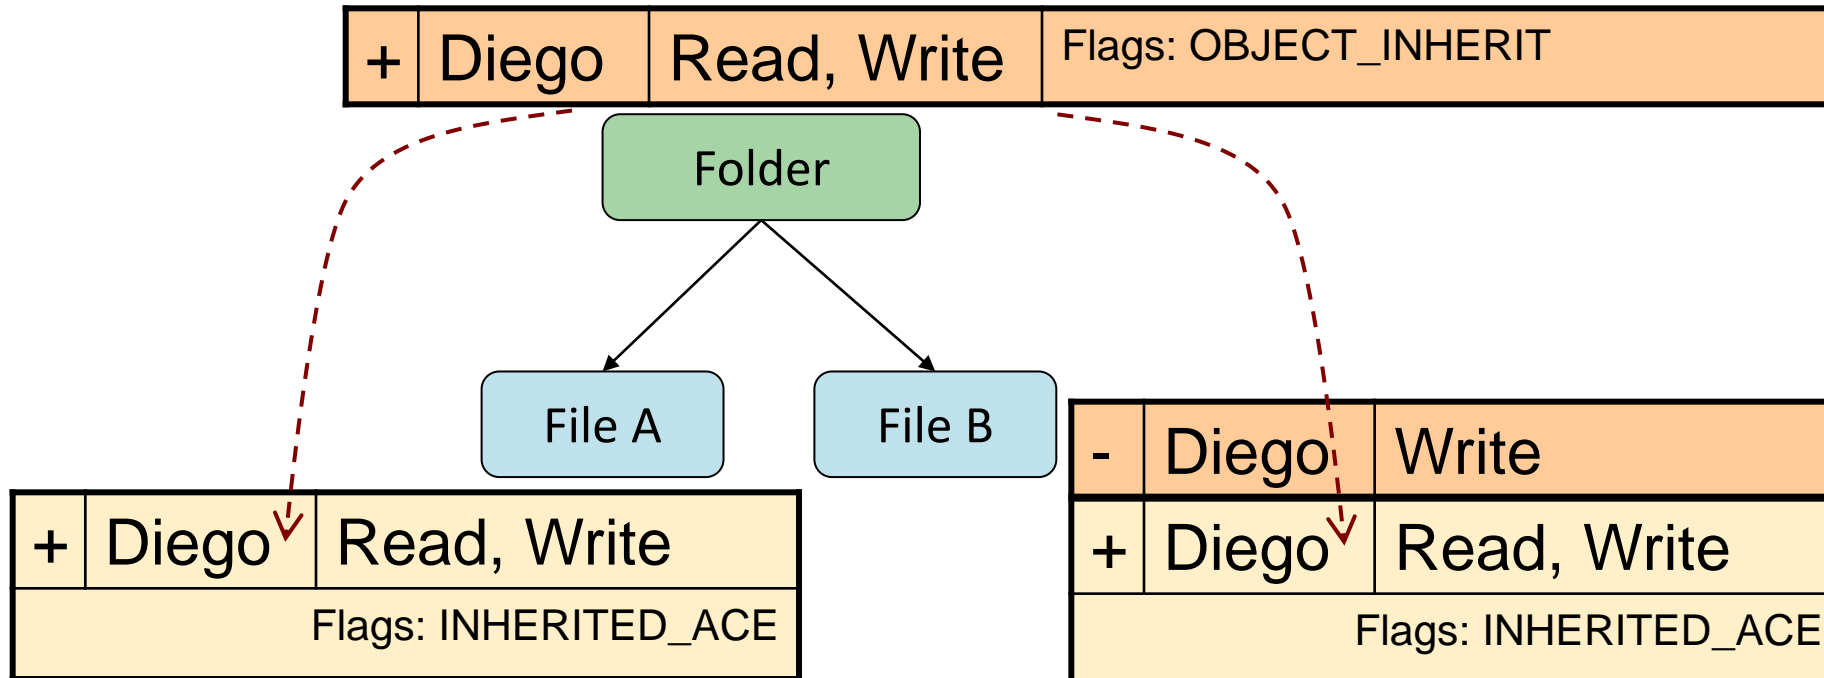 + Diego Read, Write Flags: OBJECT_INHERIT
Folder
File A
File B
- Diego Write
+ Diego Read, Write
Flags: INHERITED_ACE
+ Diego Read, Write
Flags: INHERITED_ACE